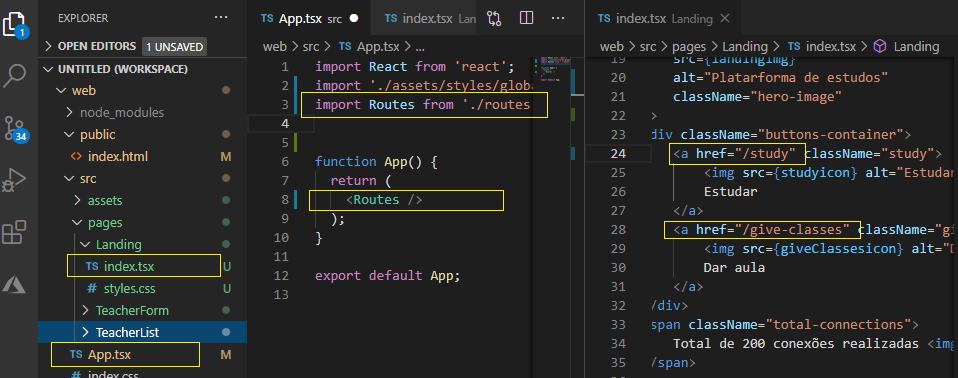 1
34
EXPLORER
...
OPEN EDITORS 1 UNSAVED
UNTITLED (WORKSPACE)
web
node_modules
public
index.html M
src
assets
pages
Landing
TS index.tsx U
# styles.css U
TeacherForm
TeacherList
TS App.tsx M
# index.css
TS App.tsx src
TS index.tsx Lan
...
web > src > TS App.tsx > ...
1 import React from 'react';
2 import './assets/styles/glob
3 import Routes from './routes
4
5
6 function App() {
7 return (
8 <Routes />
9 );
10 }
11
12 export default App;
13
TS index.tsx Landing
web > src > pages > Landing > TS index.tsx > Landing
19 src={landingimg}
20 alt="Platarforma de estudos"
21 className="hero-image"
22 >
23 div className="buttons-container">
24 <a href="/study" className="study">
25 <img src={studyicon} alt="Estudar
26 Estudar
27 </a>
28 <a href="/give-classes" className="gi
29 <img src={giveClassesicon} alt="D
30 Dar aula
31 </a>
32 /div>
33 span className="total-connections">
34 Total de 200 conexões realizadas <img
35 /span>